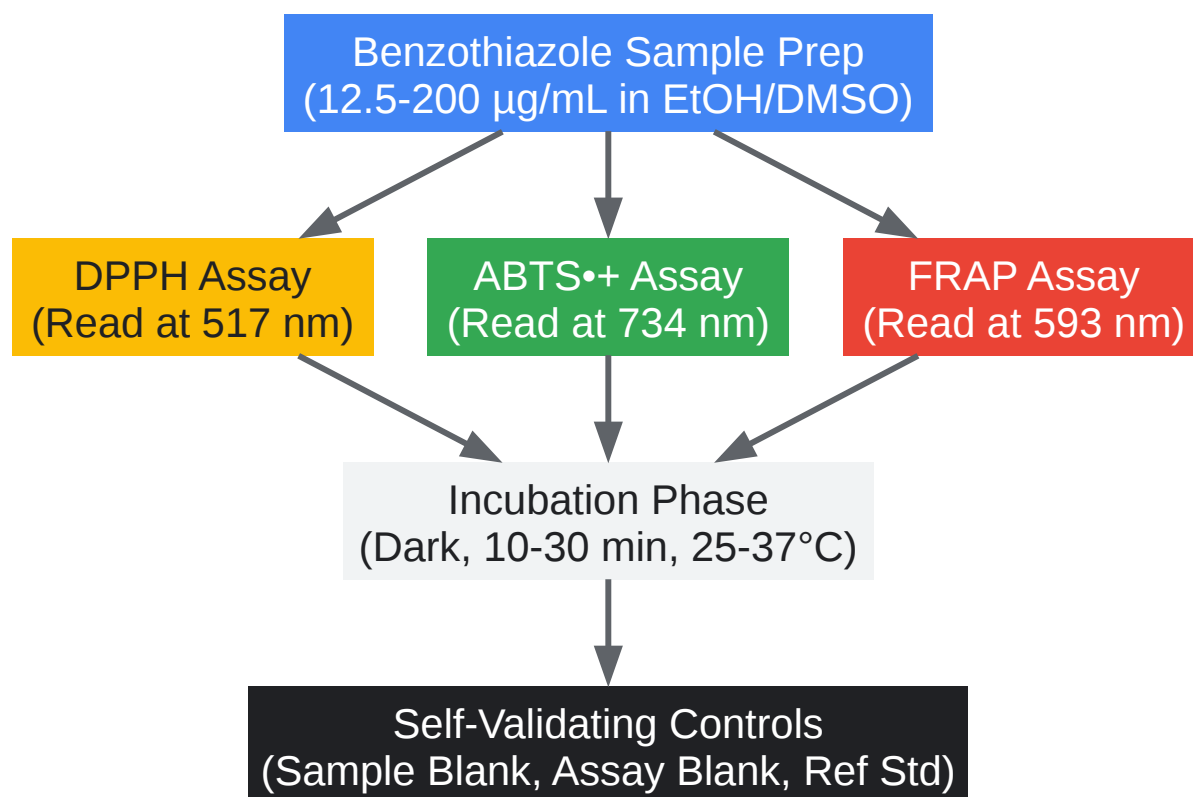 Benzothiazole Sample Prep
(12.5-200 µg/mL in EtOH/DMSO)
DPPH Assay
(Read at 517 nm)
ABTS•+ Assay
(Read at 734 nm)
FRAP Assay
(Read at 593 nm)
Incubation Phase
(Dark, 10-30 min, 25-37°C)
Self-Validating Controls
(Sample Blank, Assay Blank, Ref Std)